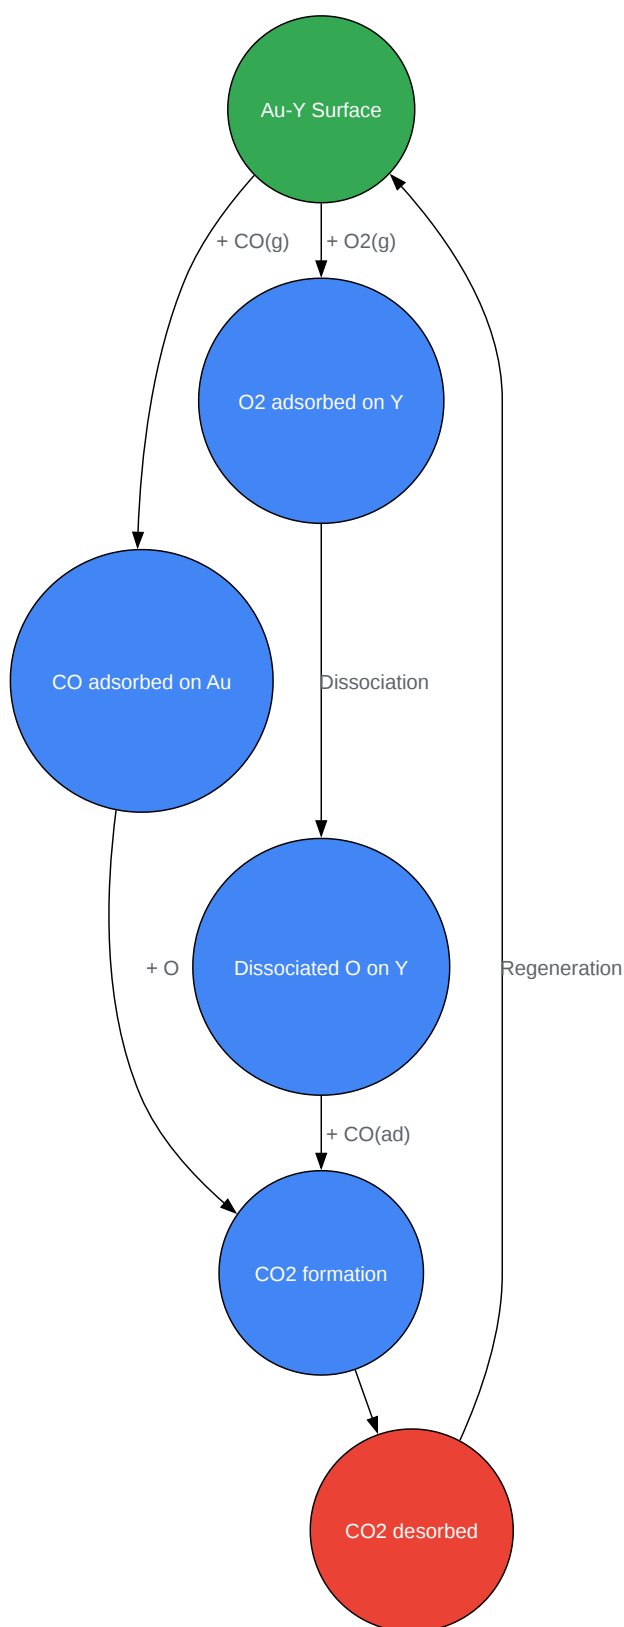 Au-Y Surface
+ CO(g)
+ O2(g)
O2 adsorbed on Y
CO adsorbed on Au
Dissociation
+ O
Dissociated O on Y
Regeneration
+ CO(ad)
CO2 formation
CO2 desorbed